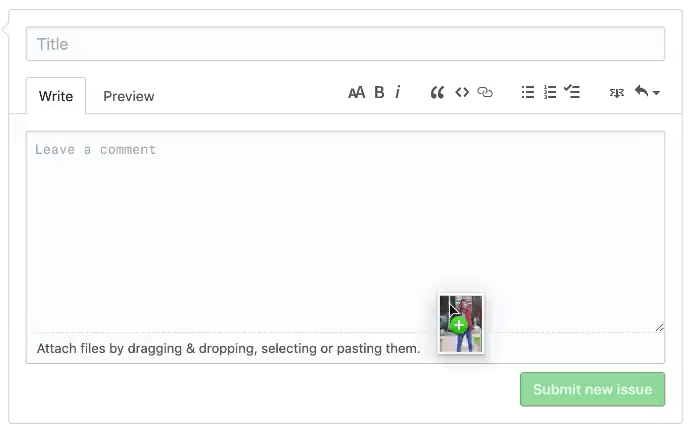 Title
Write Preview AA B i
Leave a comment
Attach files by dragging & dropping, selecting or pasting them.
Submit new issue